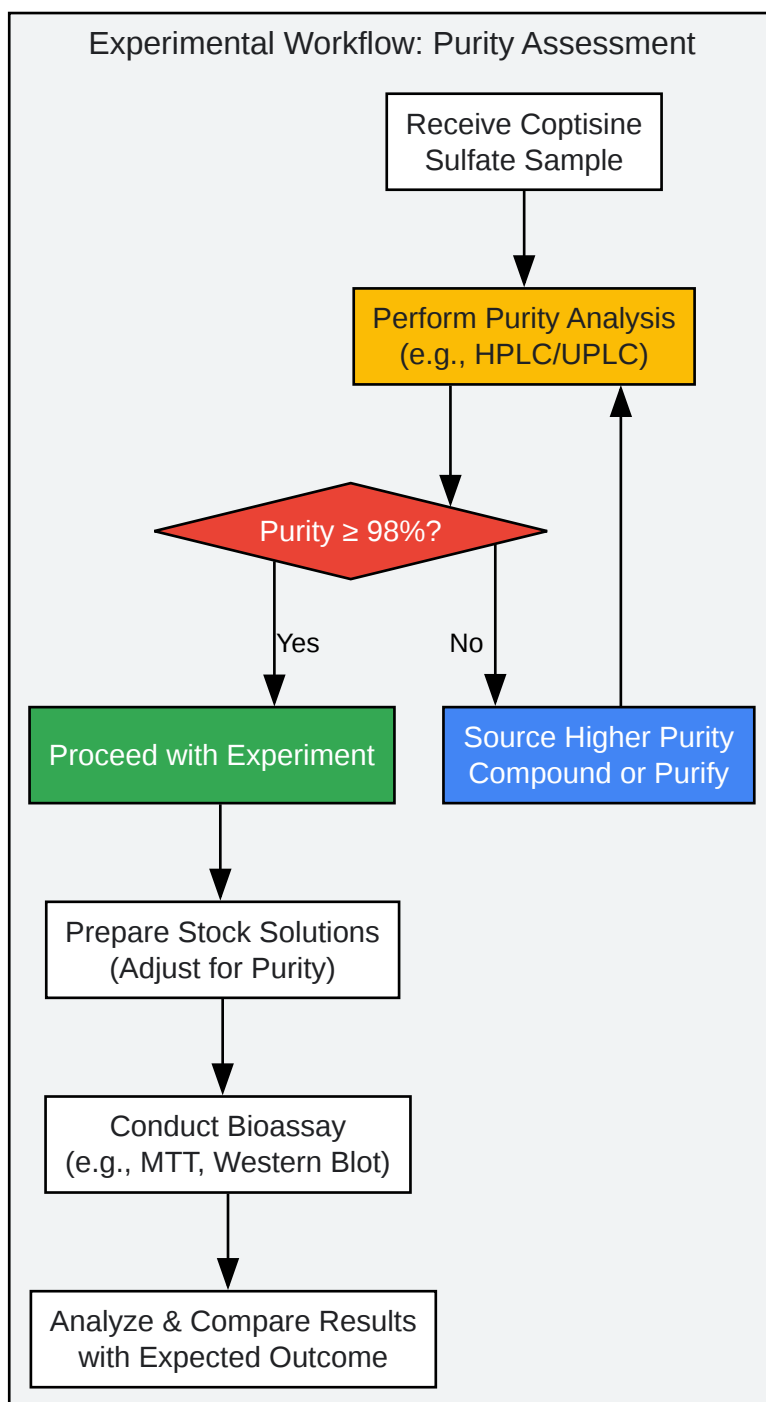 Experimental Workflow: Purity Assessment
Receive Coptisine
Sulfate Sample
Perform Purity Analysis
(e.g., HPLC/UPLC)
Purity ≥ 98%?
Yes
No
Proceed with Experiment
Source Higher Purity
Compound or Purify
Prepare Stock Solutions
(Adjust for Purity)
Conduct Bioassay
(e.g., MTT, Western Blot)
Analyze & Compare Results
with Expected Outcome